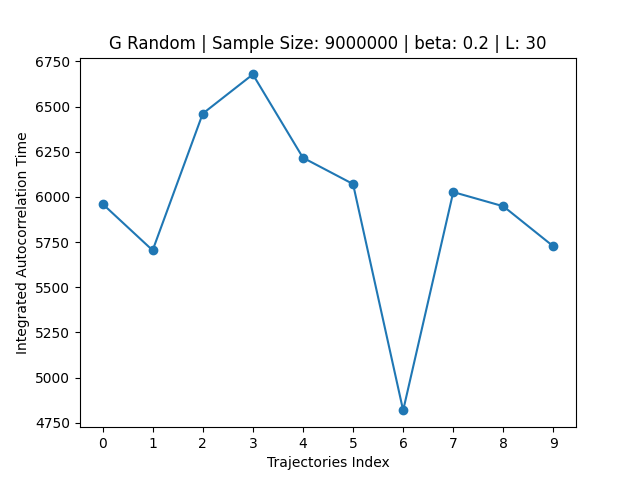 G Random | Sample Size: 9000000 | beta: 0.2 | L: 30
Integrated Autocorrelation Time
6750
6500
6250
6000
5750
5500
5250
5000
4750
0 1 2 3 4 5 6 7 8 9
Trajectories Index